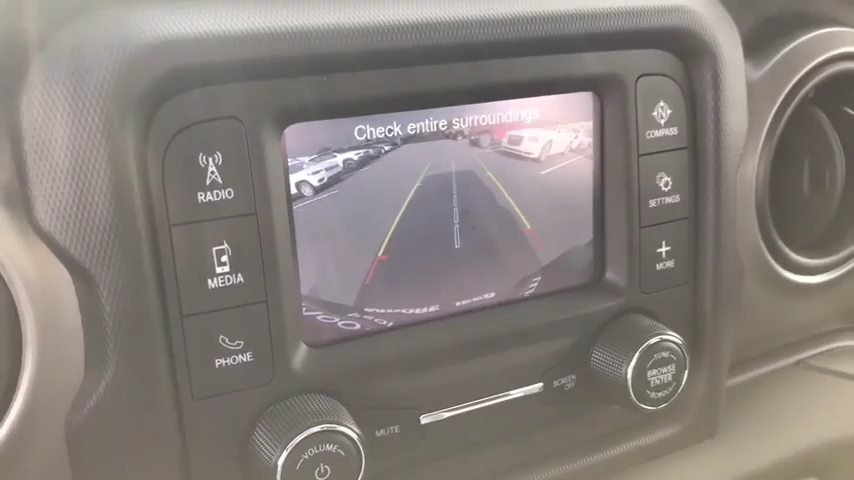 Check entire surroundings
RADIO
MEDIA
PHONE
N
COMPASS
SETTINGS
MORE
MUTE
SCREEN
OFF
VOLUME
TUNE
BROWSE
ENTER
SCROLL